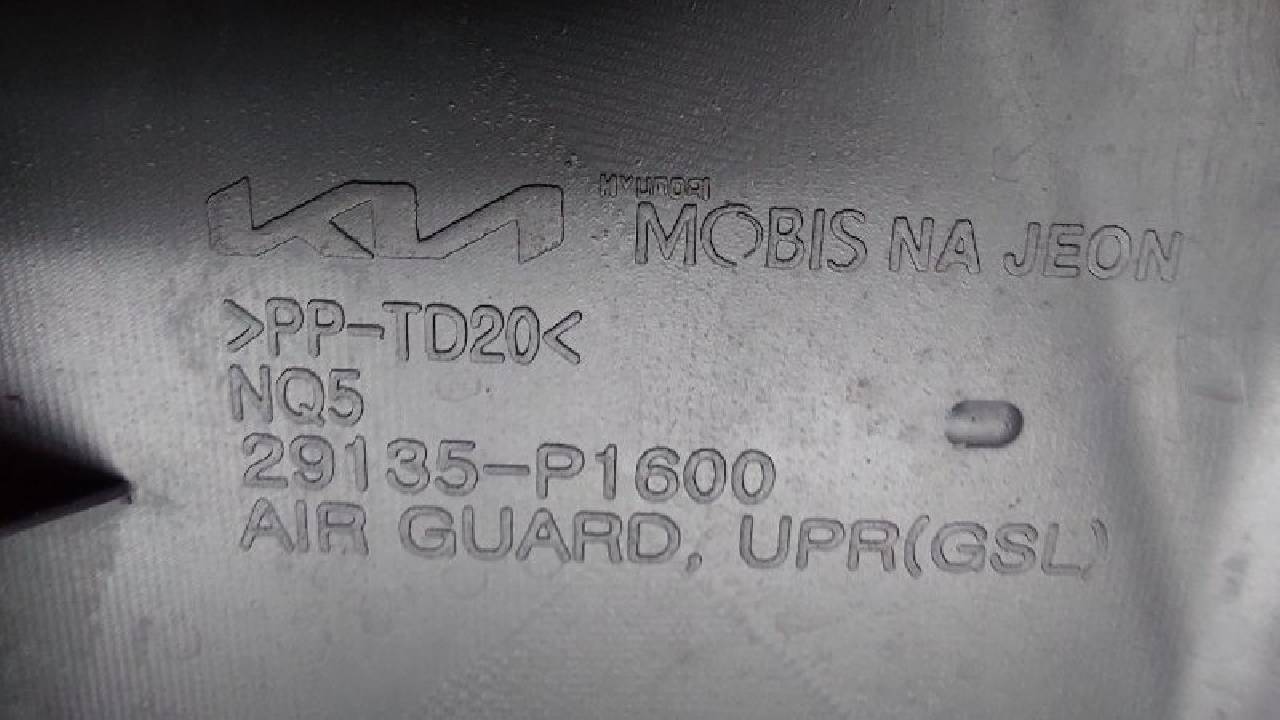 KIA HYUNDAI
MOBIS NA JEON
>PP-TD20<
NQ5
29135-P1600
AIR GUARD, UPR(GSL)